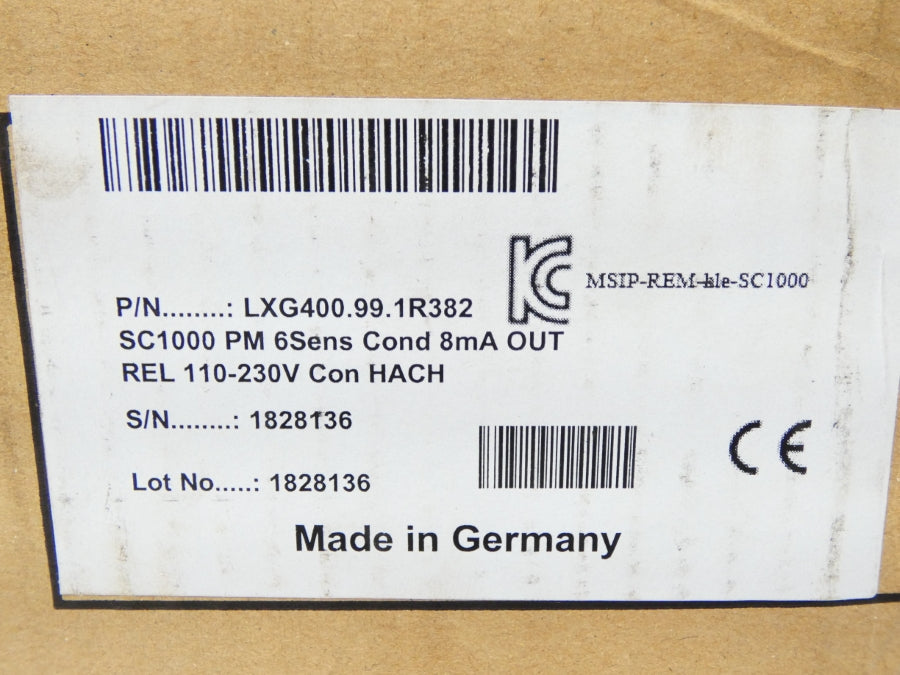 KC MSIP-REM-hle-SC1000
P/N........: LXG400.99.1R382
SC1000 PM 6Sens Cond 8mA OUT
REL 110-230V Con HACH
S/N........: 1828136
Lot No.....: 1828136
CE
Made in Germany